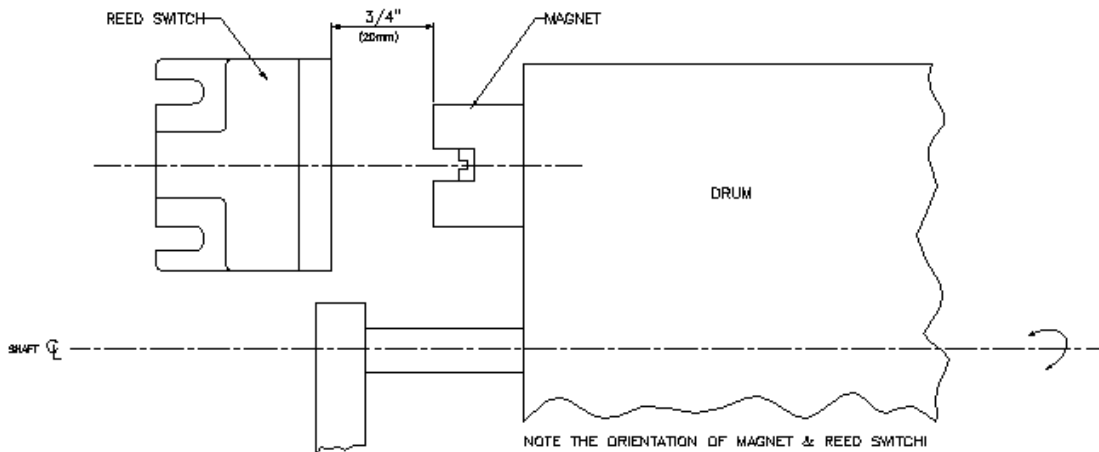 REED SWITCH
3/4"
(20mm)
MAGNET
DRUM
SHAFT ℄
NOTE THE ORIENTATION OF MAGNET & REED SWITCH!